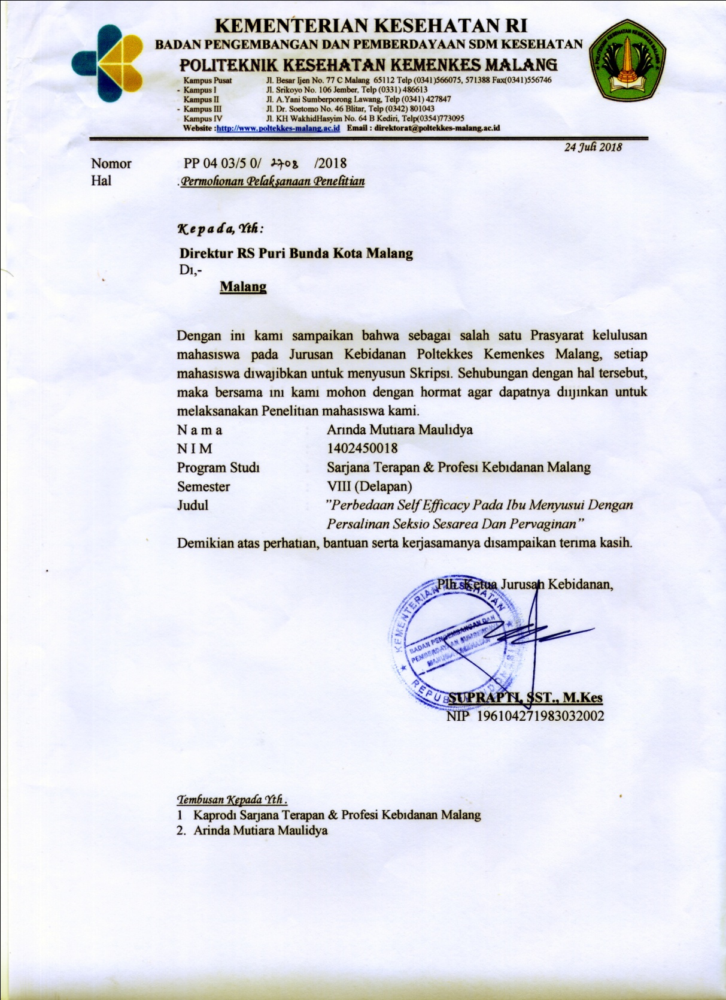 KEMENTERIAN KESEHATAN RI
BADAN PENGEMBANGAN DAN PEMBERDAYAAN SDM KESEHATAN
POLITEKNIK KESEHATAN KEMENKES MALANG
Kampus Pusat Jl. Besar Ijen No. 77 C Malang 65112 Telp (0341)566075, 571388 Fax(0341)556746
- Kampus I Jl. Srikoyo No. 106 Jember, Telp (0331) 486613
Kampus II Jl. A.Yani Sumberporong Lawang, Telp (0341) 427847
- Kampus III Jl. Dr. Soetomo No. 46 Blitar, Telp (0342) 801043
Kampus IV Jl. KH WakhidHasyim No. 64 B Kediri, Telp(0354)773095
Website :http://www.poltekkes-malang.ac.id Email : direktorat@poltekkes-malang.ac.id
POLITEKNIK KESEHATAN KEMENKES MALANG
24 Juli 2018
Nomor PP 04 03/5 0/ 2708 /2018
Hal .Permohonan Pelaksanaan Penelitian
Kepada, Yth:
Direktur RS Puri Bunda Kota Malang
Di,-
Malang
Dengan ini kami sampaikan bahwa sebagai salah satu Prasyarat kelulusan
mahasiswa pada Jurusan Kebidanan Poltekkes Kemenkes Malang, setiap
mahasiswa diwajibkan untuk menyusun Skripsi. Sehubungan dengan hal tersebut,
maka bersama ini kami mohon dengan hormat agar dapatnya diijinkan untuk
melaksanakan Penelitian mahasiswa kami.
N a m a Arinda Mutiara Maulidya
N I M 1402450018
Program Studi Sarjana Terapan & Profesi Kebidanan Malang
Semester VIII (Delapan)
Judul "Perbedaan Self Efficacy Pada Ibu Menyusui Dengan
Persalinan Seksio Sesarea Dan Pervaginan"
Demikian atas perhatian, bantuan serta kerjasamanya disampaikan terima kasih.
Plh. Ketua Jurusan Kebidanan,
KEMENTERIAN KESEHATAN
BADAN PENGEMBANGAN DAN
PEMBERDAYAAN SUMBERDAYA
MANUSIA KESEHATAN
REPUBLIK INDONESIA
SUPRAPTI, SST., M.Kes
NIP 196104271983032002
Tembusan Kepada Yth .
1 Kaprodi Sarjana Terapan & Profesi Kebidanan Malang
2. Arinda Mutiara Maulidya